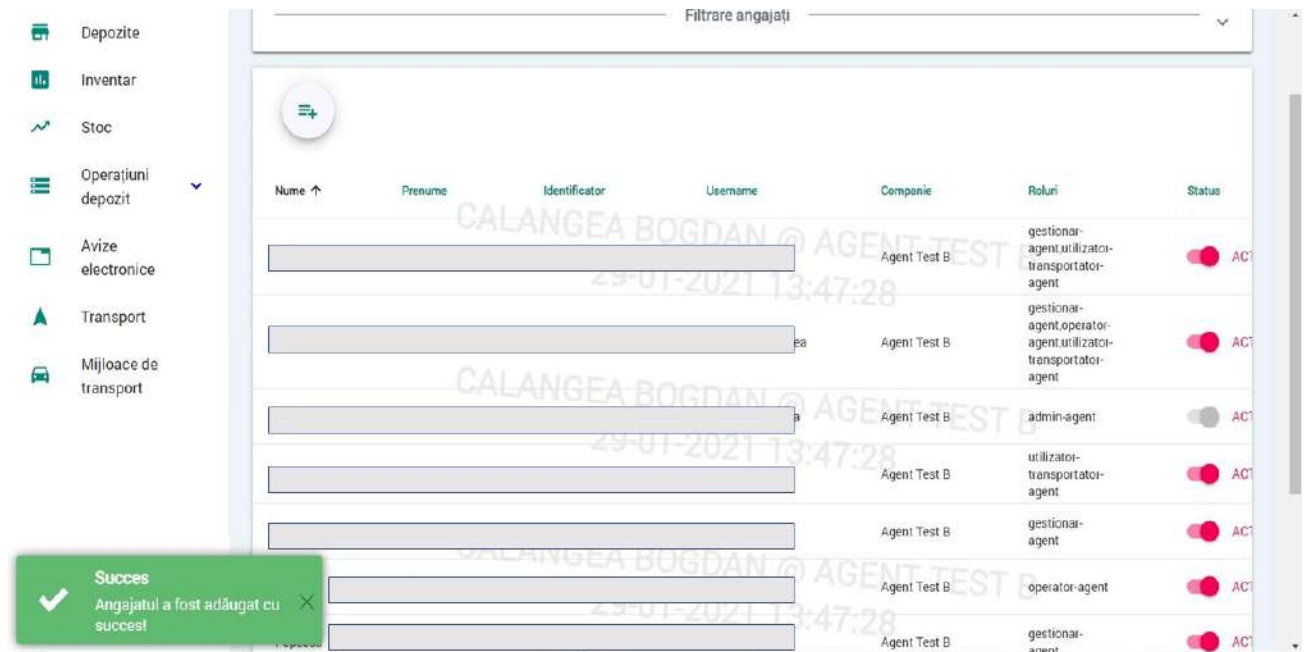 Filtrare angajați
Depozite
Inventar
Stoc
Operațiuni
depozit
Avize
electronice
Transport
Mijloace de
transport
Nume Prenume Identificator Username Companie Roluri Status
CALANGEA BOGDAN @ AGENT TEST B
29-01-2021 13:47:28
gestionar-
agent,utilizator-
transportator-
agent
Agent Test B
ACT
gestionar-
agent,operator-
agent,utilizator-
transportator-
agent
ea Agent Test B
ACT
CALANGEA BOGDAN @ AGENT TEST B
29-01-2021 13:47:28
a Agent Test B admin-agent ACT
utilizator-
transportator-
agent
Agent Test B
ACT
gestionar-
agent
Agent Test B
ACT
CALANGEA BOGDAN @ AGENT TEST B
29-01-2021 13:47:28
Agent Test B operator-agent ACT
Agent Test B gestionar-
agent
ACT
Succes
Angajatul a fost adăugat cu
succes!